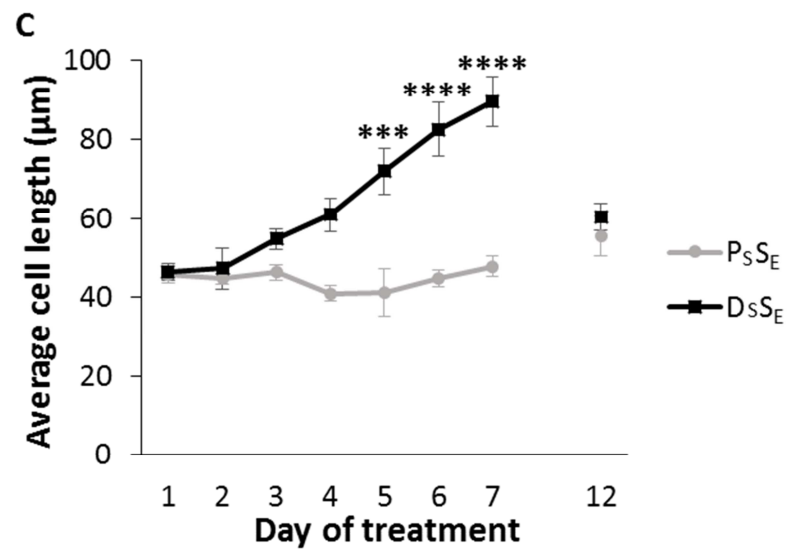 C
Average cell length (µm)
100
80
60
40
20
0
***
****
****
1 2 3 4 5 6 7 12
Day of treatment
PSSE
DSSE